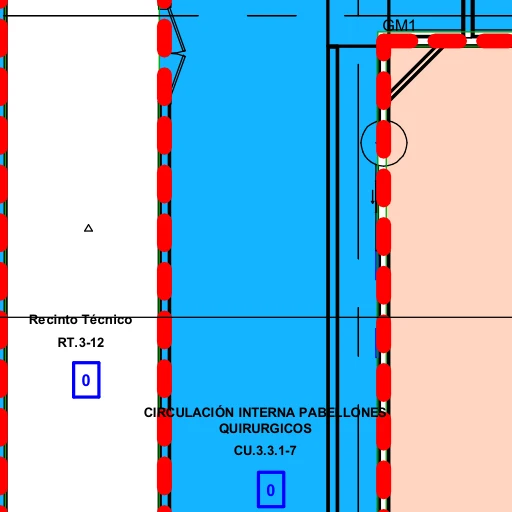 GM1
Recinto Técnico
RT.3-12
0
CIRCULACIÓN INTERNA PABELLONES
QUIRURGICOS
CU.3.3.1-7
0